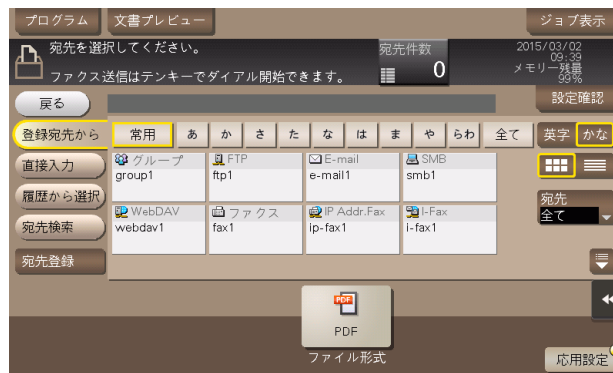 プログラム
文書プレビュー
ジョブ表示
宛先を選択してください。
ファクス送信はテンキーでダイアル開始できます。
宛先件数
0
2015/03/02
09:39
メモリー残量
99%
戻る
設定確認
登録宛先から
常用
あ
か
さ
た
な
は
ま
や
らわ
全て
英字
かな
直接入力
グループ
group1
FTP
ftp1
E-mail
e-mail1
SMB
smb1
履歴から選択
宛先
全て
宛先検索
WebDAV
webdav1
ファクス
fax1
IP Addr.Fax
ip-fax1
I-Fax
i-fax1
宛先登録
PDF
PDF
ファイル形式
応用設定